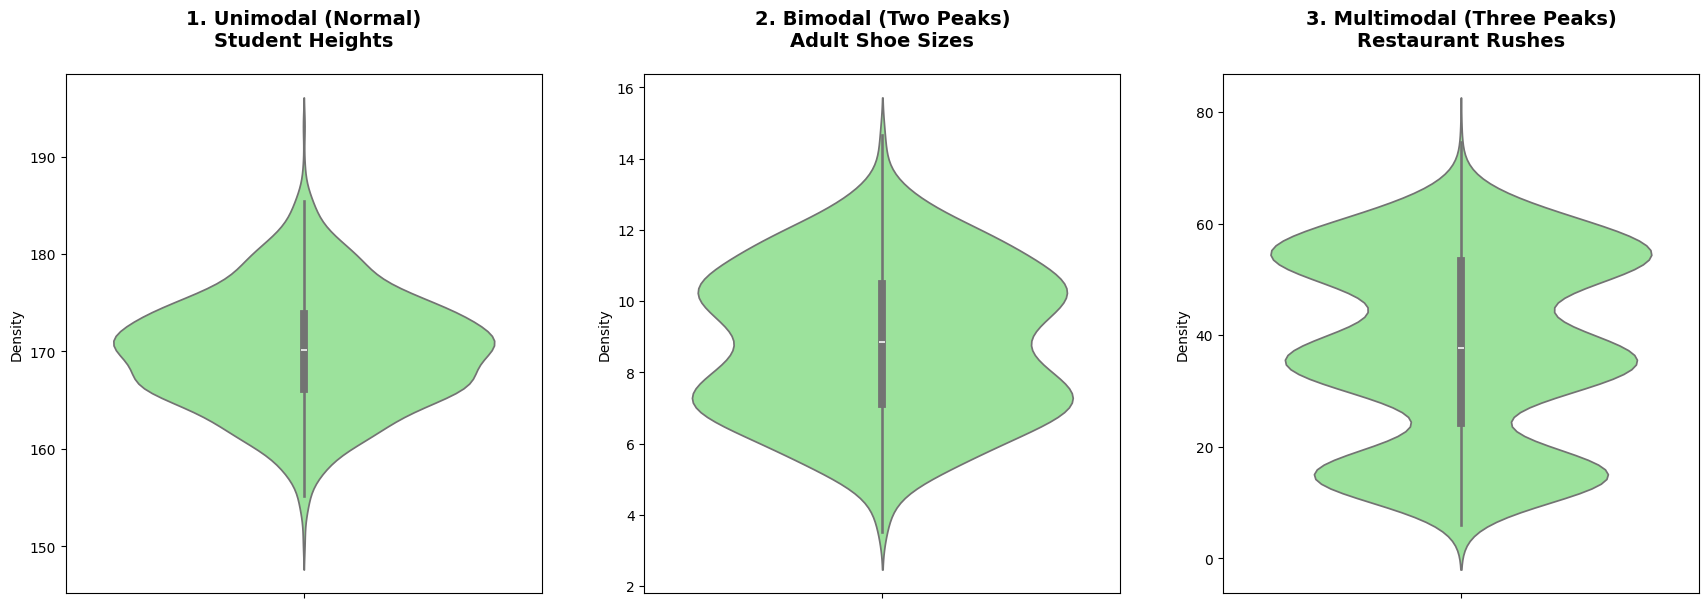 1. Unimodal (Normal)
Student Heights
Density
190
180
170
160
150
2. Bimodal (Two Peaks)
Adult Shoe Sizes
Density
16
14
12
10
8
6
4
2
3. Multimodal (Three Peaks)
Restaurant Rushes
Density
80
60
40
20
0